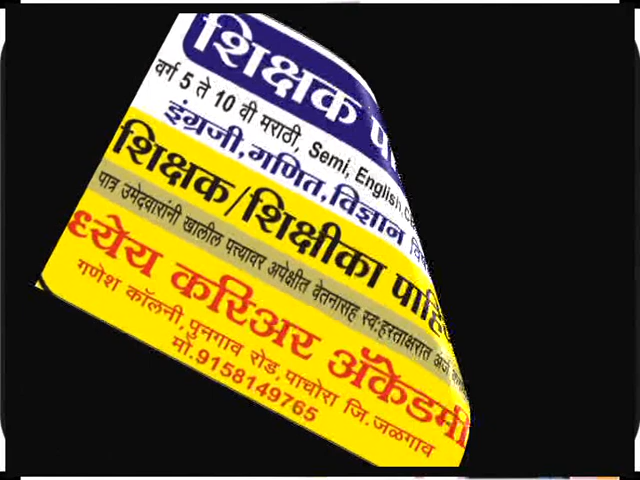 शिक्षक
वर्ग 5 ते 10 वी मराठी, Semi, English
इंग्रजी,गणित,विज्ञान
शिक्षक/शिक्षीका
पात्र उमेदवारांनी खालील पत्त्यावर अपेक्षीत वेतनासह स्व:हस्ताक्षरात
ध्येय करिअर ॲकेडमी
गणेश कॉलनी,पुनगाव रोड,पाचोरा जि.जळगाव
मो.9158149765